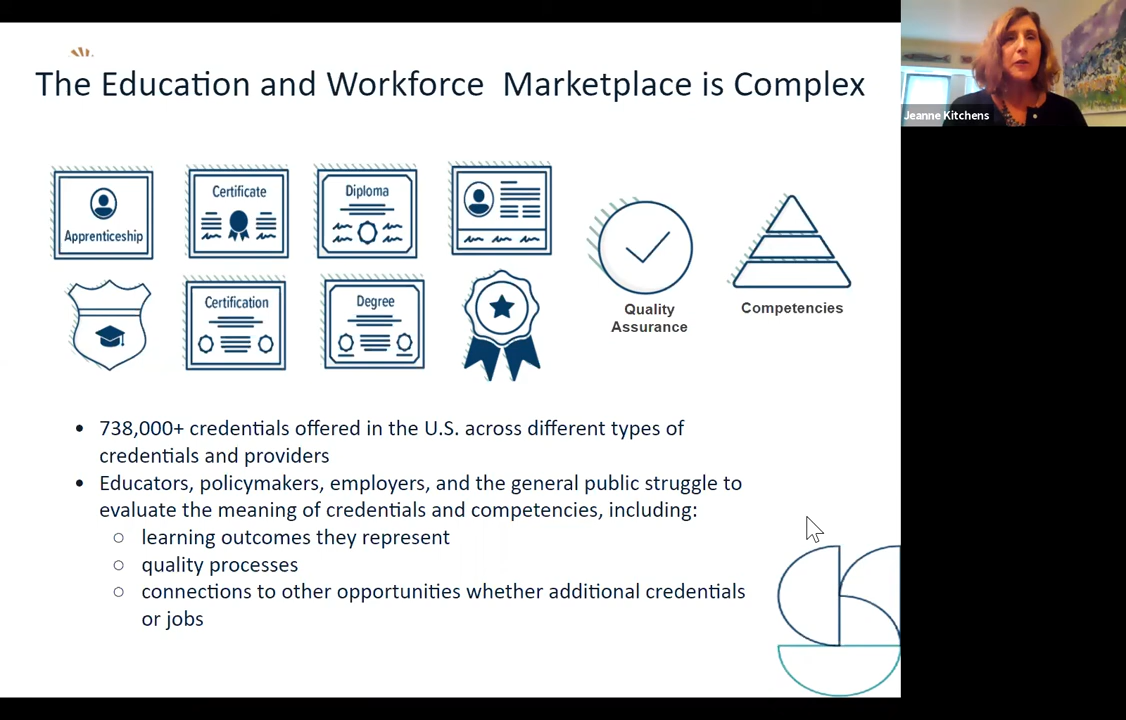 The Education and Workforce  Marketplace is Complex
Jeanne Kitchens
Apprenticeship
Certificate
Diploma
Certification
Degree
Quality
Assurance
Competencies
• 738,000+ credentials offered in the U.S. across different types of
credentials and providers
• Educators, policymakers, employers, and the general public struggle to
evaluate the meaning of credentials and competencies, including:
○ learning outcomes they represent
○ quality processes
○ connections to other opportunities whether additional credentials
or jobs